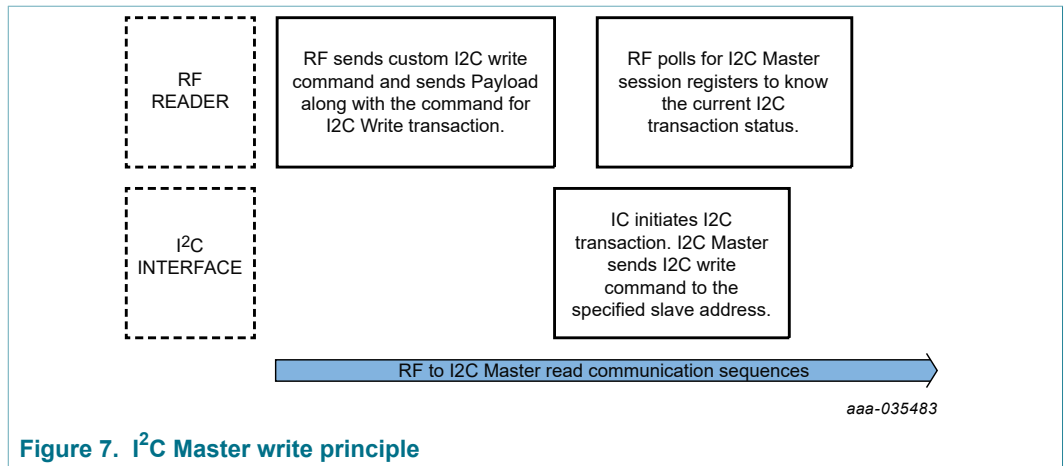 RF
READER
RF sends custom I2C write
command and sends Payload
along with the command for
I2C Write transaction.
RF polls for I2C Master
session registers to know
the current I2C
transaction status.
I²C
INTERFACE
IC initiates I2C
transaction. I2C Master
sends I2C write
command to the
specified slave address.
RF to I2C Master read communication sequences
aaa-035483
Figure 7. I²C Master write principle